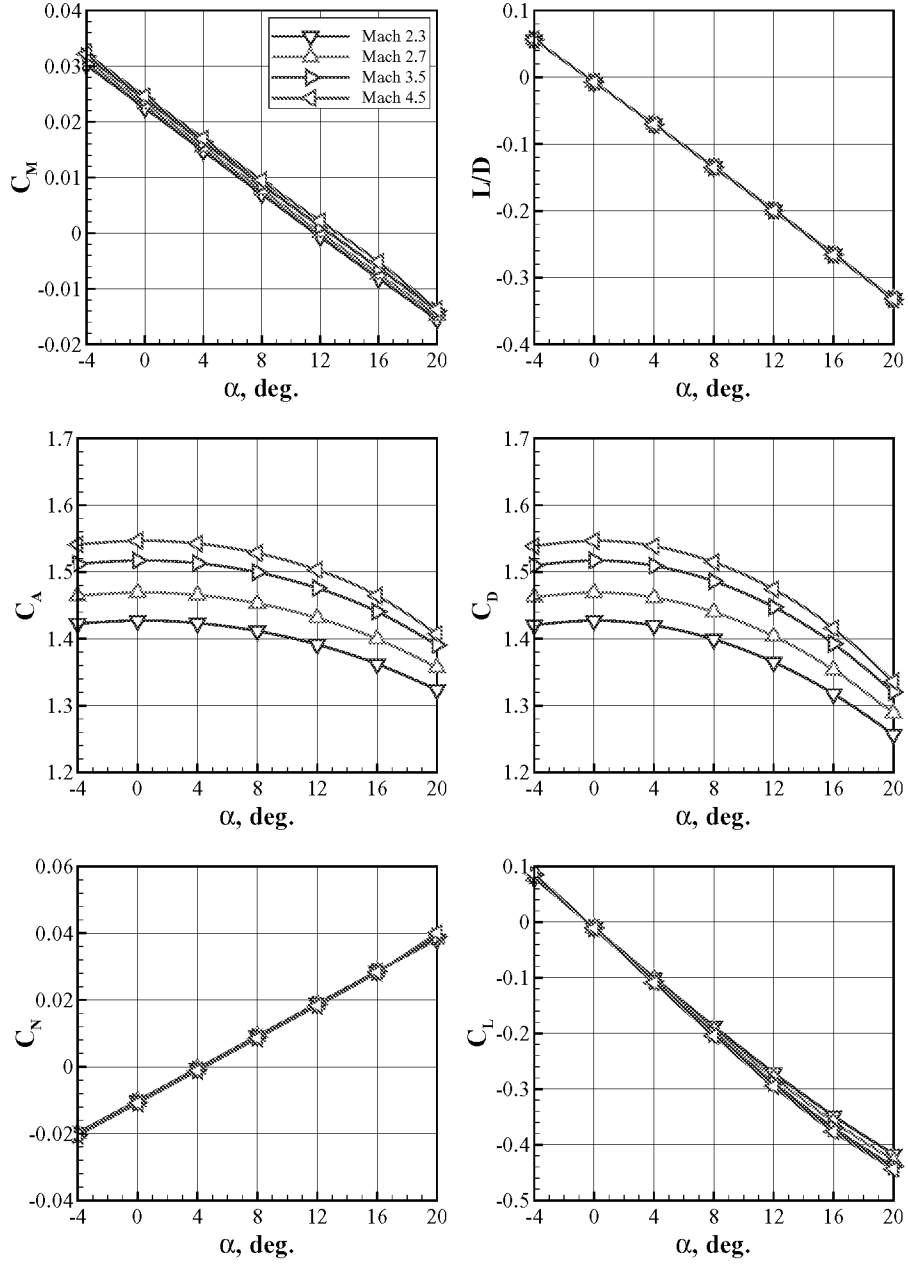 0.04
0.03
0.02
0.01
0
-0.01
-0.02
C_M
-4 0 4 8 12 16 20
α, deg.
Mach 2.3
Mach 2.7
Mach 3.5
Mach 4.5
0.1
0
-0.1
-0.2
-0.3
-0.4
L/D
-4 0 4 8 12 16 20
α, deg.
1.7
1.6
1.5
1.4
1.3
1.2
C_A
-4 0 4 8 12 16 20
α, deg.
1.7
1.6
1.5
1.4
1.3
1.2
C_D
-4 0 4 8 12 16 20
α, deg.
0.06
0.04
0.02
0
-0.02
-0.04
C_N
-4 0 4 8 12 16 20
α, deg.
0.1
0
-0.1
-0.2
-0.3
-0.4
-0.5
C_L
-4 0 4 8 12 16 20
α, deg.